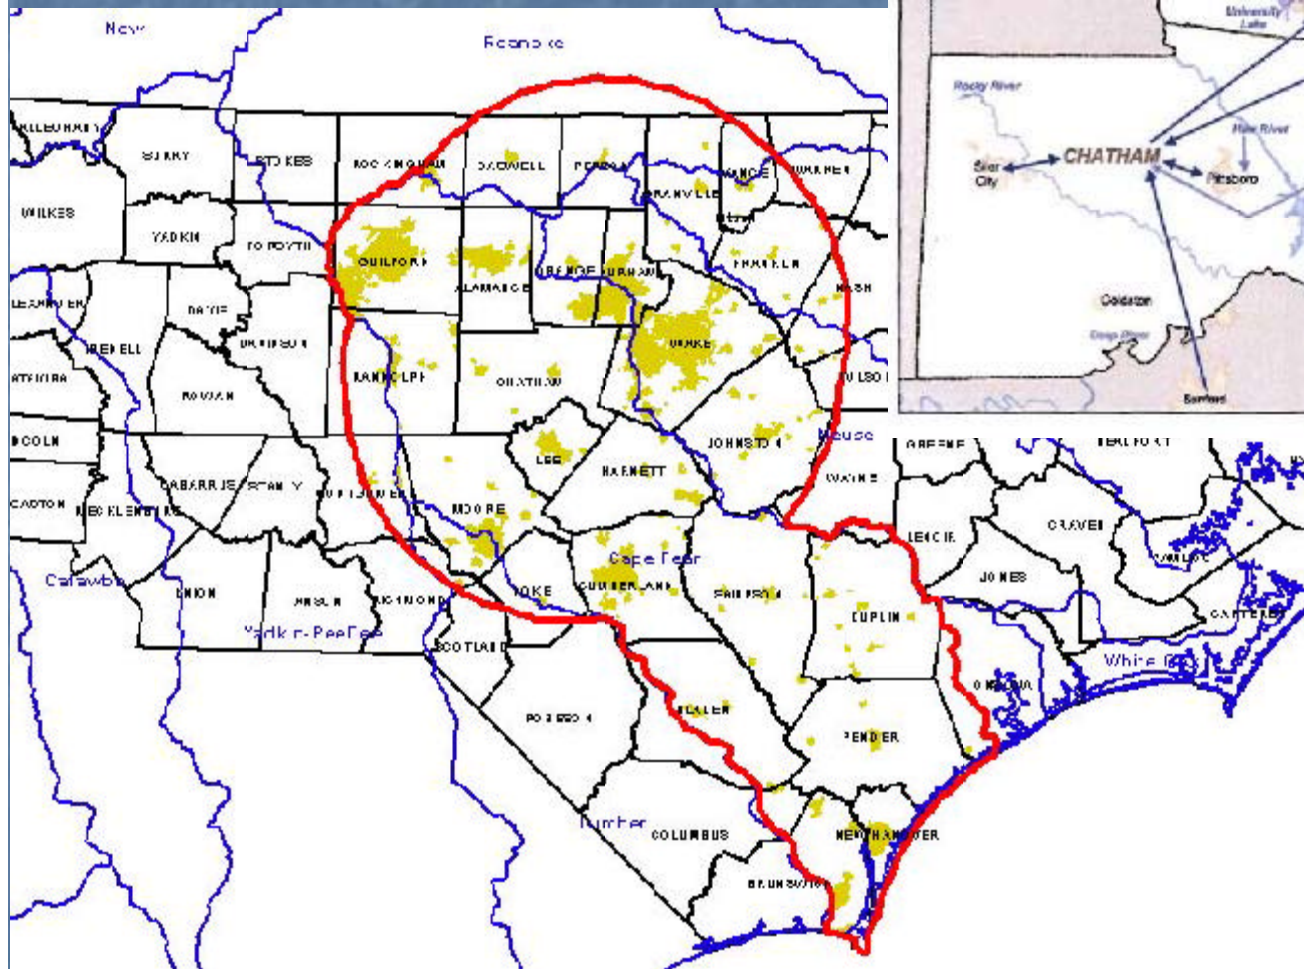 New
Roanoke
SURRY
STOKES
ROCKINGHAM
CASWELL
PERSON
GRANVILLE
VANCE
WARREN
WILKES
YADKIN
FORSYTH
GUILFORD
ALAMANCE
ORANGE
DURHAM
FRANKLIN
NASH
DAVIE
IREDELL
DAVIDSON
RANDOLPH
CHATHAM
WAKE
ROWAN
JOHNSTON
Neuse
LEE
HARNETT
WAYNE
GREENE
CABARRUS
STANLY
MOORE
MECKLENBURG
LENOIR
CRAVEN
Catawba
UNION
ANSON
RICHMOND
HOKE
Cape Fear
CUMBERLAND
SAMPSON
DUPLIN
JONES
Yadkin-PeeDee
SCOTLAND
White Oak
ROBESON
BLADEN
PENDER
Lumber
COLUMBUS
NEW HANOVER
BRUNSWICK
University
Lake
Rocky River
Haw River
CHATHAM
Siler
City
Pittsboro
Goldston
Deep River
Sanford